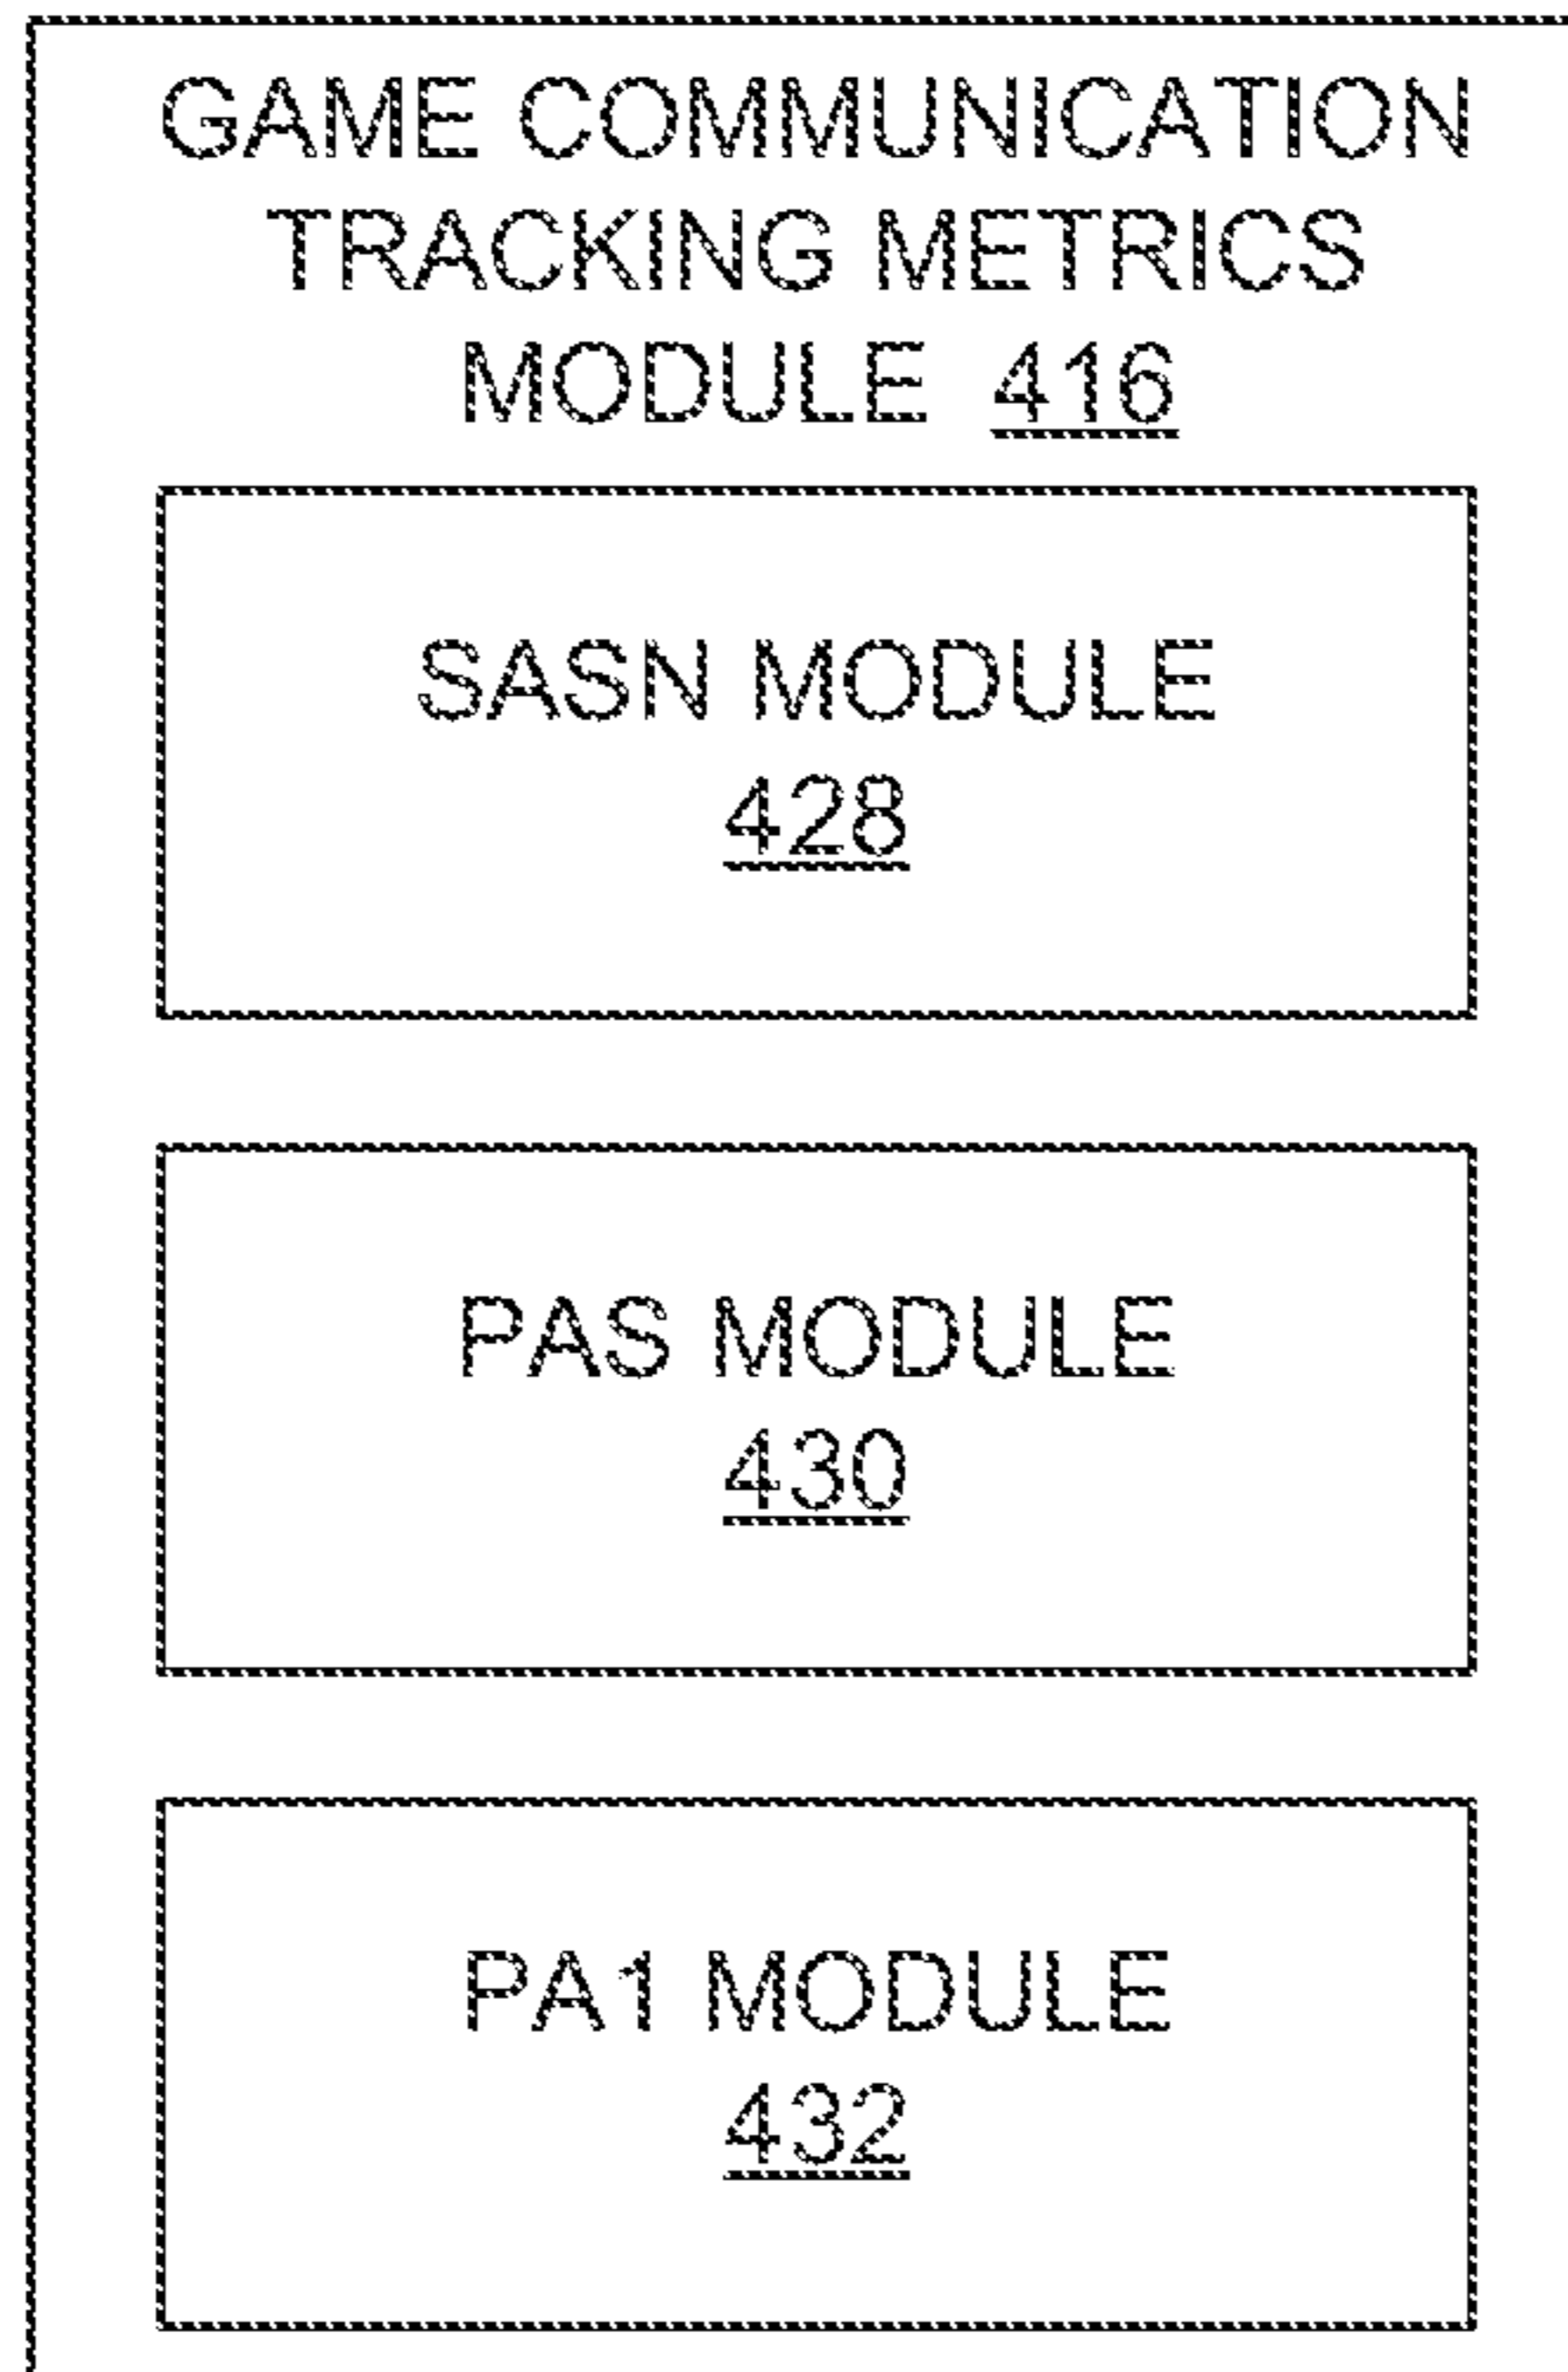 GAME COMMUNICATION
TRACKING METRICS
MODULE 416
SASN MODULE
428
PAS MODULE
430
PA1 MODULE
432